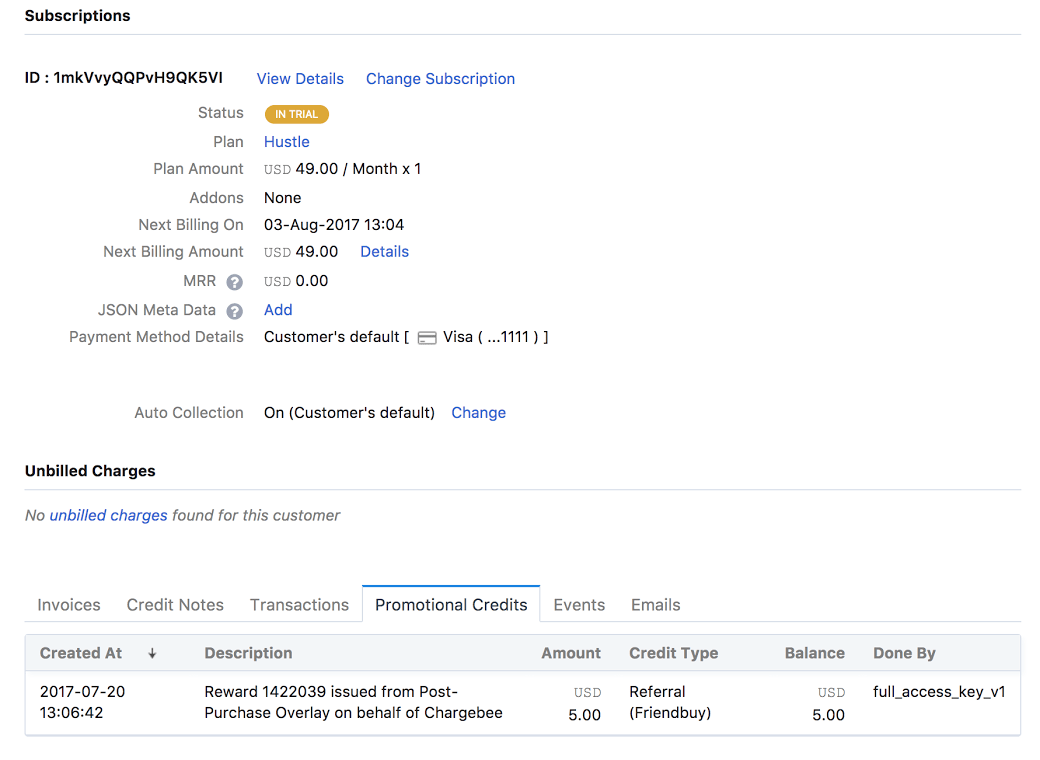 Subscriptions
ID : 1mkVvyQQPvH9QK5VI View Details Change Subscription
Status IN TRIAL
Plan Hustle
Plan Amount USD 49.00 / Month x 1
Addons None
Next Billing On 03-Aug-2017 13:04
Next Billing Amount USD 49.00 Details
MRR ? USD 0.00
JSON Meta Data ? Add
Payment Method Details Customer's default [ Visa ( ...1111 ) ]
Auto Collection On (Customer's default) Change
Unbilled Charges
No unbilled charges found for this customer
Invoices Credit Notes Transactions Promotional Credits Events Emails
Created At ↓ Description Amount Credit Type Balance Done By
2017-07-20 Reward 1422039 issued from Post- USD Referral USD full_access_key_v1
13:06:42 Purchase Overlay on behalf of Chargebee 5.00 (Friendbuy) 5.00